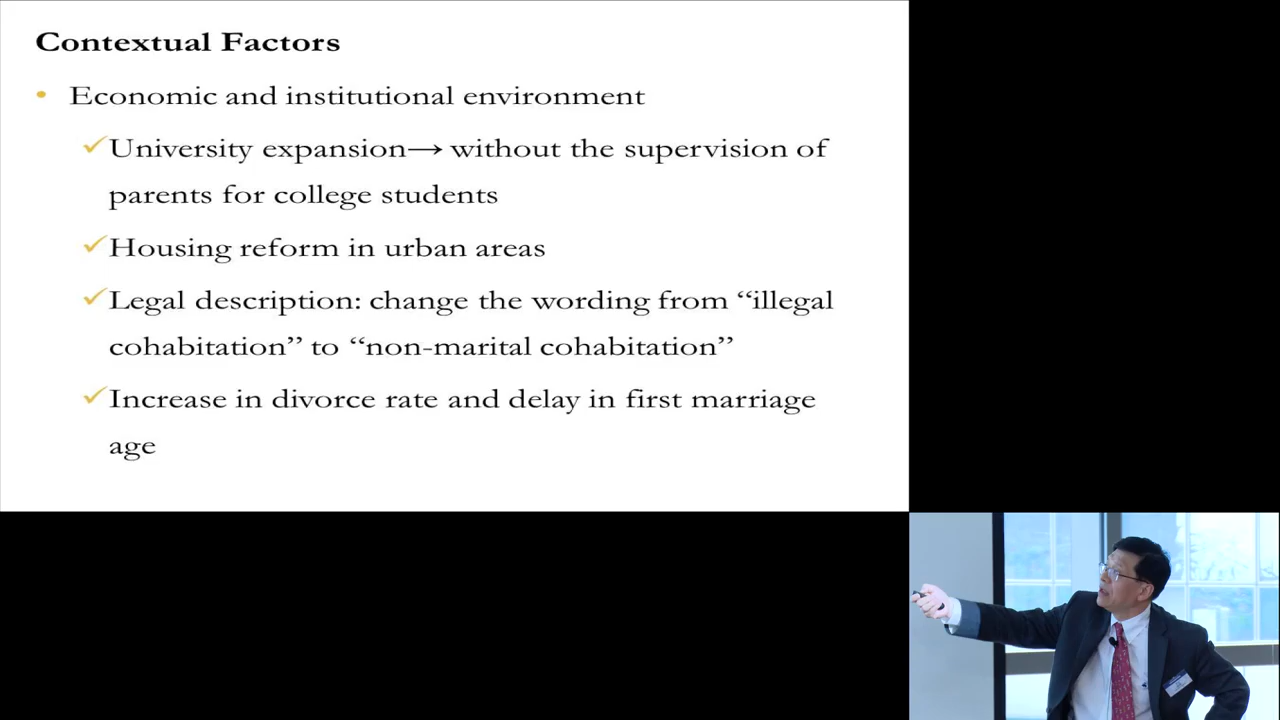 Contextual Factors
• Economic and institutional environment
✓University expansion→ without the supervision of
parents for college students
✓Housing reform in urban areas
✓Legal description: change the wording from “illegal
cohabitation” to “non-marital cohabitation”
✓Increase in divorce rate and delay in first marriage
age